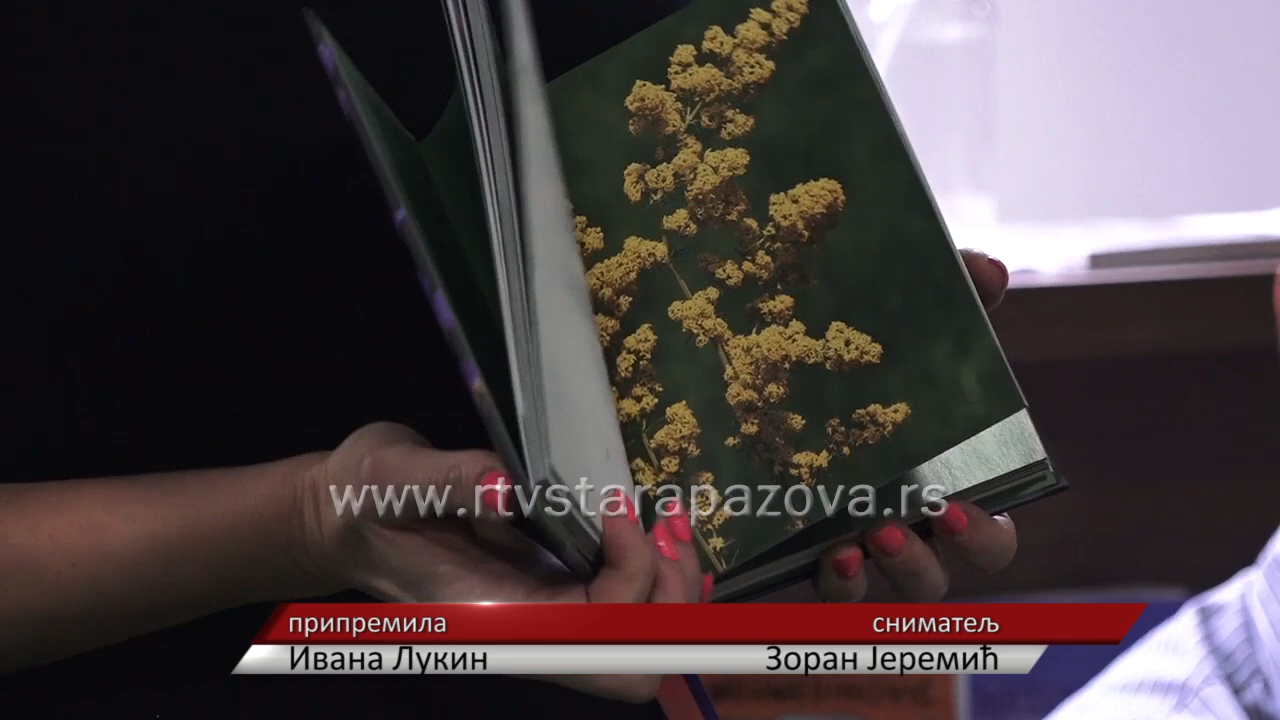 www.rtvstarapazova.rs
припремила сниматељ
Ивана Лукин Зоран Јеремић